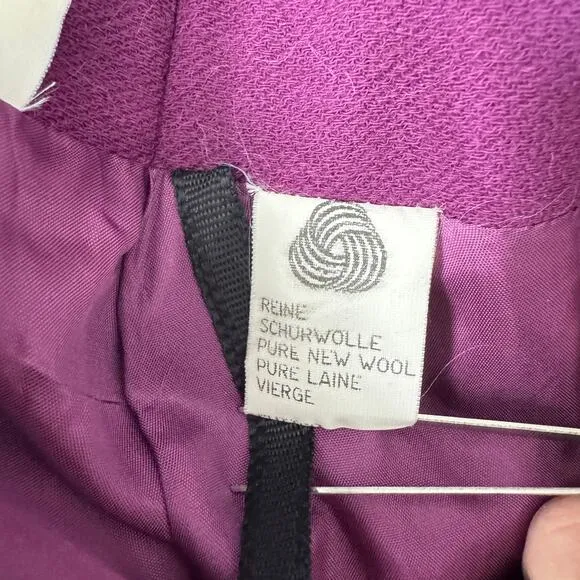 REINE
SCHURWOLLE
PURE NEW WOOL
PURE LAINE
VIERGE